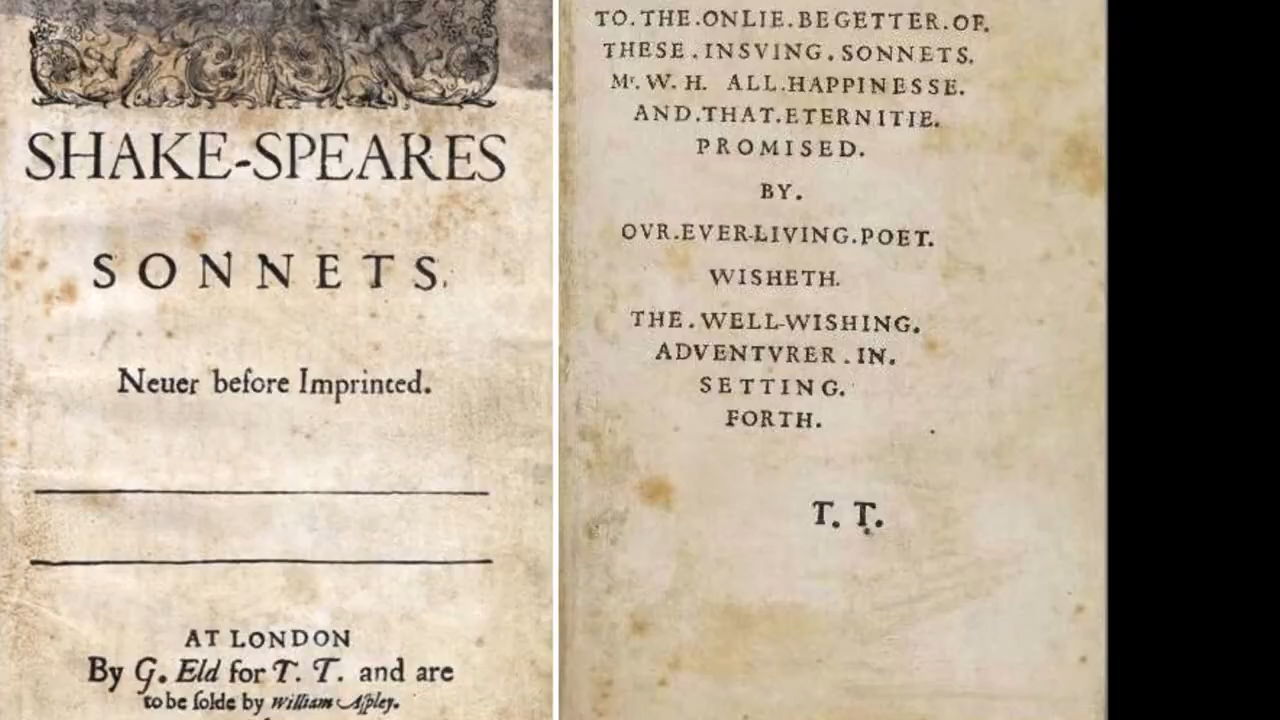 SHAKE-SPEARES
SONNETS.
Neuer before Imprinted.
AT LONDON
By G. Eld for T. T. and are
to be ſolde by William Aſpley.
TO.THE.ONLIE.BEGETTER.OF.
THESE.INSVING.SONNETS.
Mr.W.H. ALL.HAPPINESSE.
AND.THAT.ETERNITIE.
PROMISED.
BY.
OVR.EVER-LIVING.POET.
WISHETH.
THE.WELL-WISHING.
ADVENTVRER.IN.
SETTING.
FORTH.
T. T.